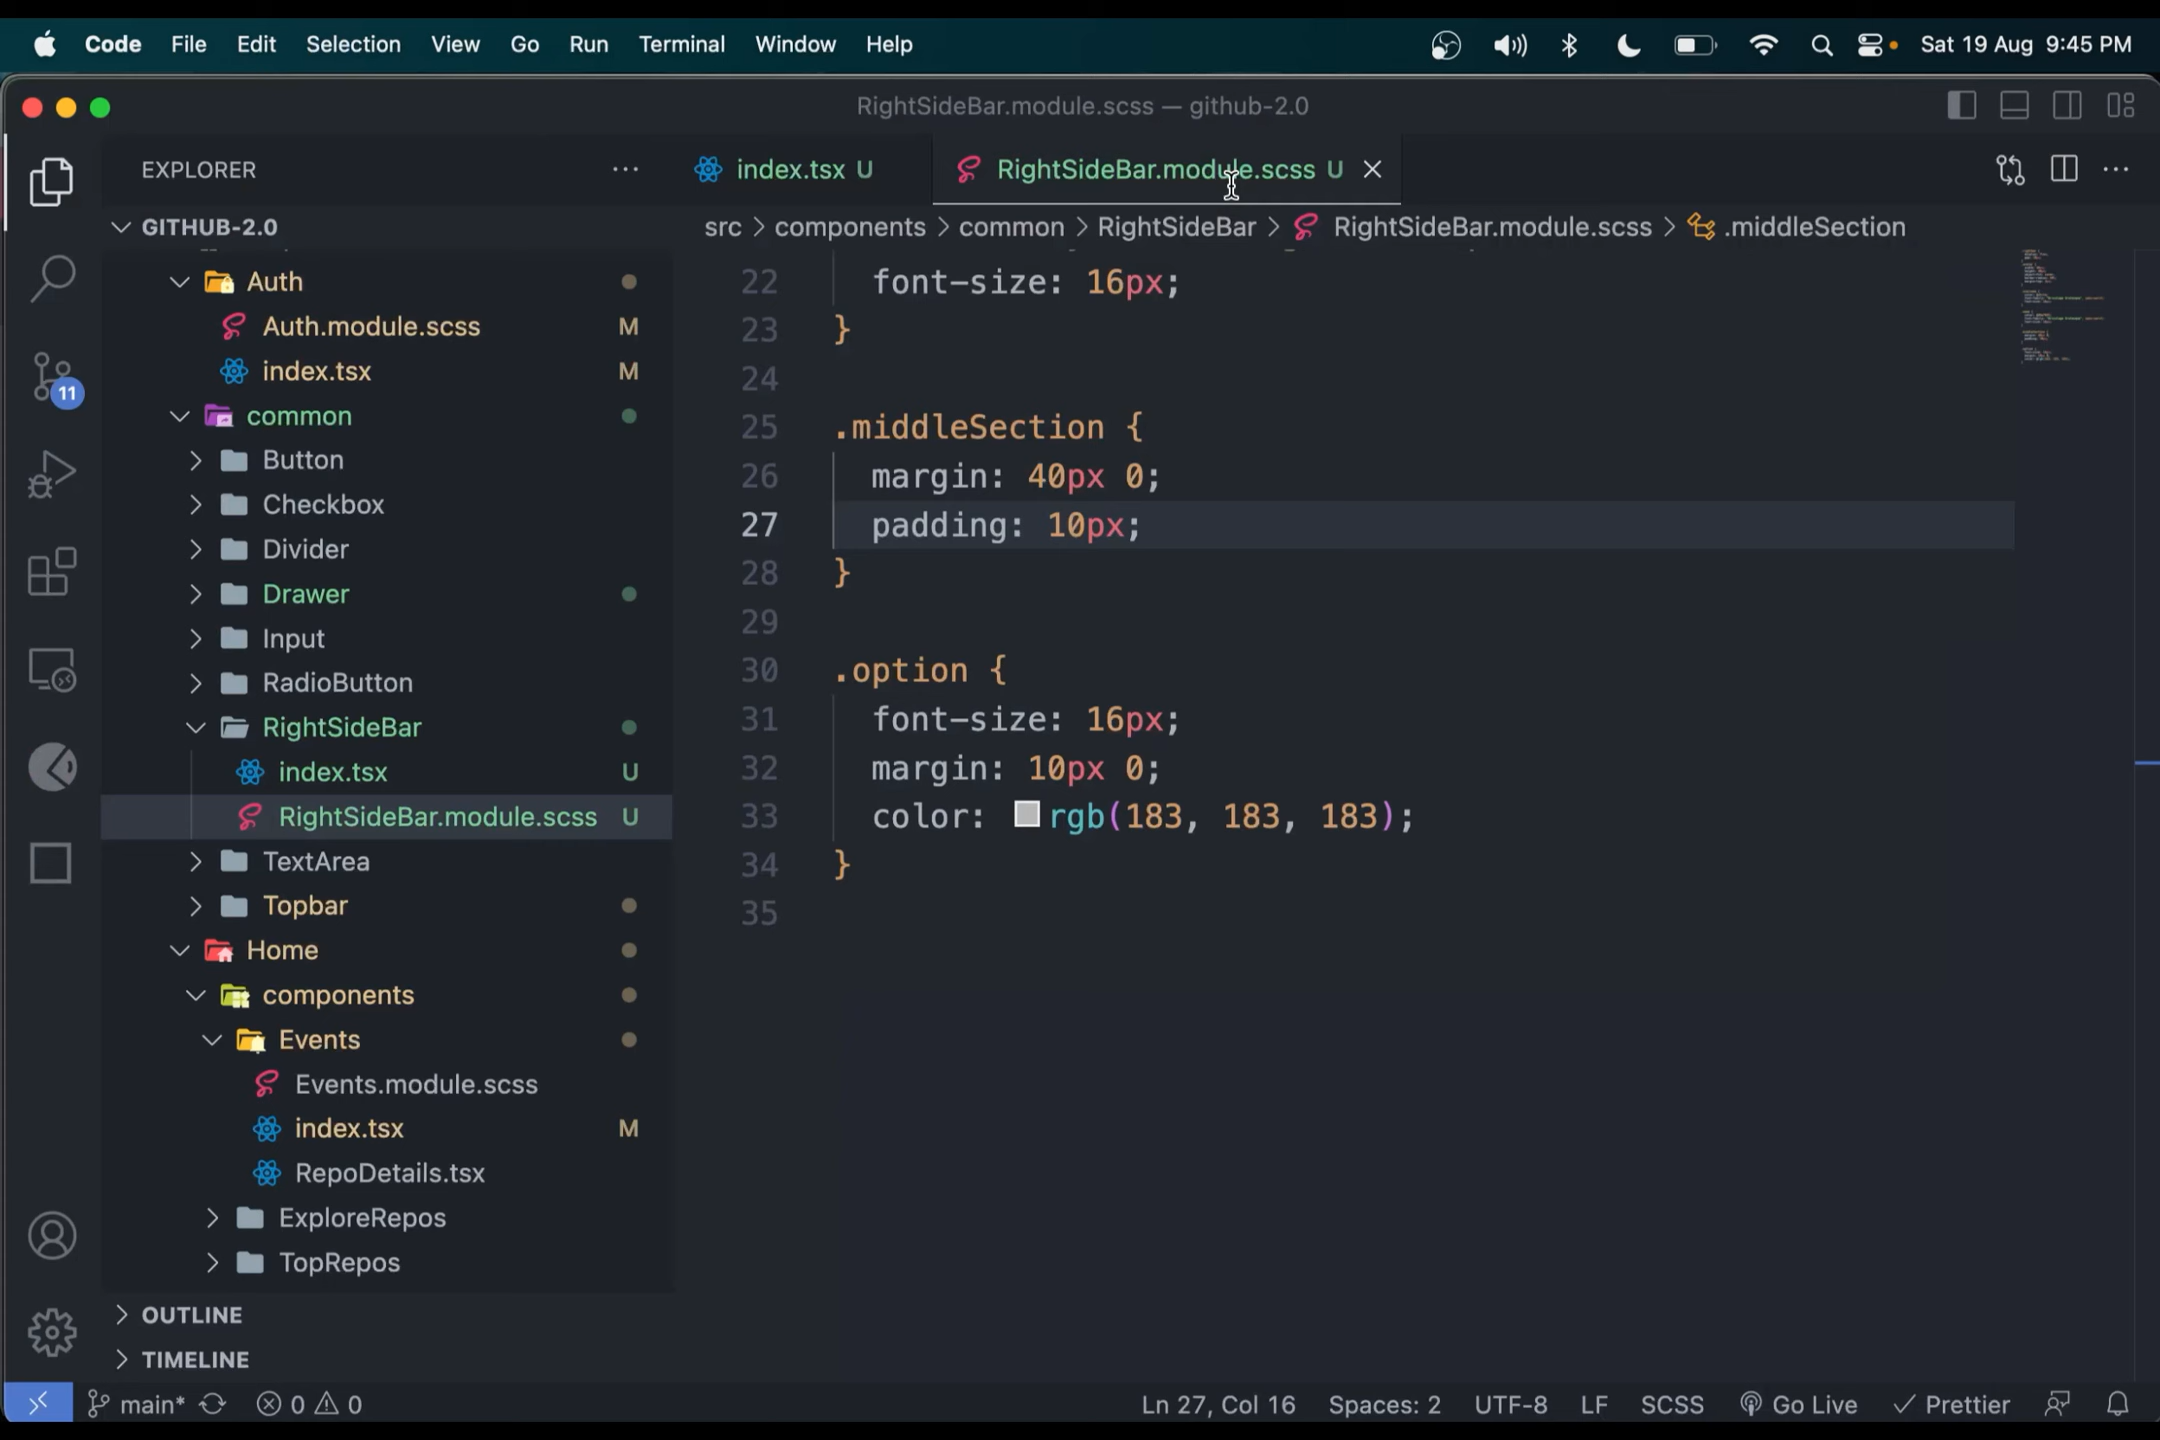 Code File Edit Selection View Go Run Terminal Window Help Sat 19 Aug 9:45 PM
RightSideBar.module.scss — github-2.0
EXPLORER
index.tsx U
RightSideBar.module.scss U
GITHUB-2.0
src > components > common > RightSideBar > RightSideBar.module.scss > .middleSection
Auth
Auth.module.scss M
index.tsx M
common
Button
Checkbox
Divider
Drawer
Input
RadioButton
RightSideBar
index.tsx U
RightSideBar.module.scss U
TextArea
Topbar
Home
components
Events
Events.module.scss
index.tsx M
RepoDetails.tsx
ExploreRepos
TopRepos
OUTLINE
TIMELINE
11
22 font-size: 16px;
23 }
24
25 .middleSection {
26 margin: 40px 0;
27 padding: 10px;
28 }
29
30 .option {
31 font-size: 16px;
32 margin: 10px 0;
33 color: rgb(183, 183, 183);
34 }
35
main* 0 0 Ln 27, Col 16 Spaces: 2 UTF-8 LF SCSS Go Live Prettier